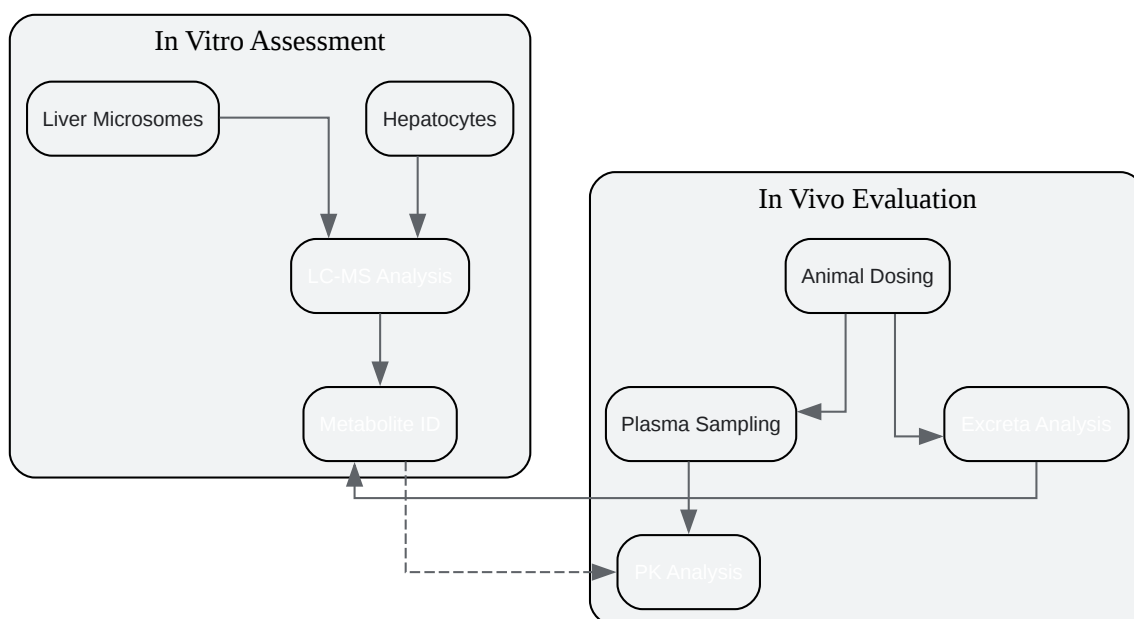 In Vitro Assessment
Liver Microsomes
Hepatocytes
LC-MS Analysis
Metabolite ID
In Vivo Evaluation
Animal Dosing
Plasma Sampling
Excreta Analysis
PK Analysis